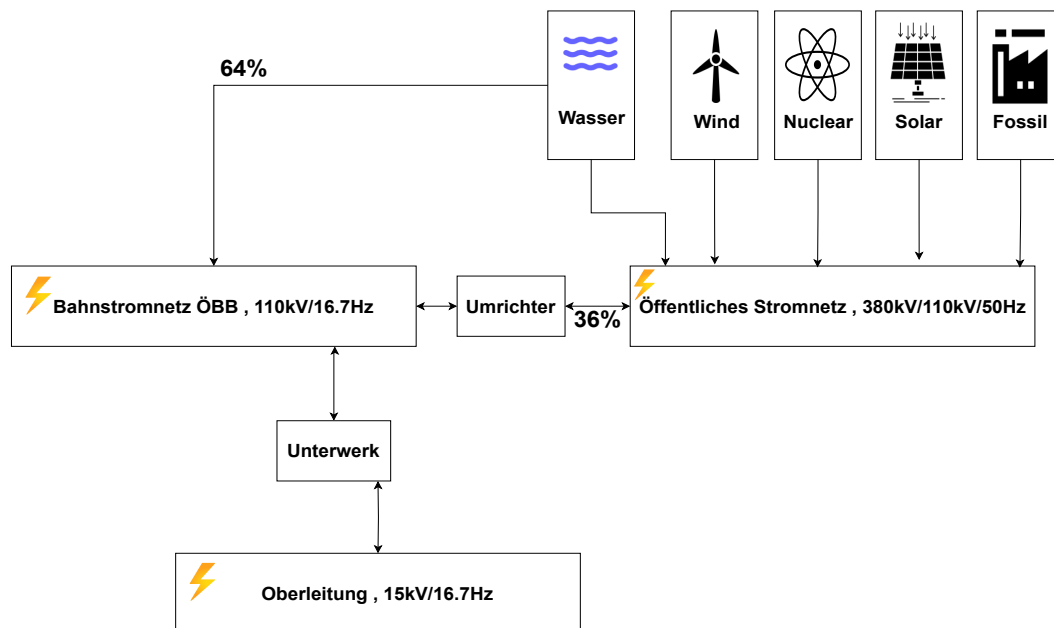 64%
Wasser
Wind
Nuclear
Solar
Fossil
Bahnstromnetz ÖBB , 110kV/16.7Hz
Umrichter
36%
Öffentliches Stromnetz , 380kV/110kV/50Hz
Unterwerk
Oberleitung , 15kV/16.7Hz